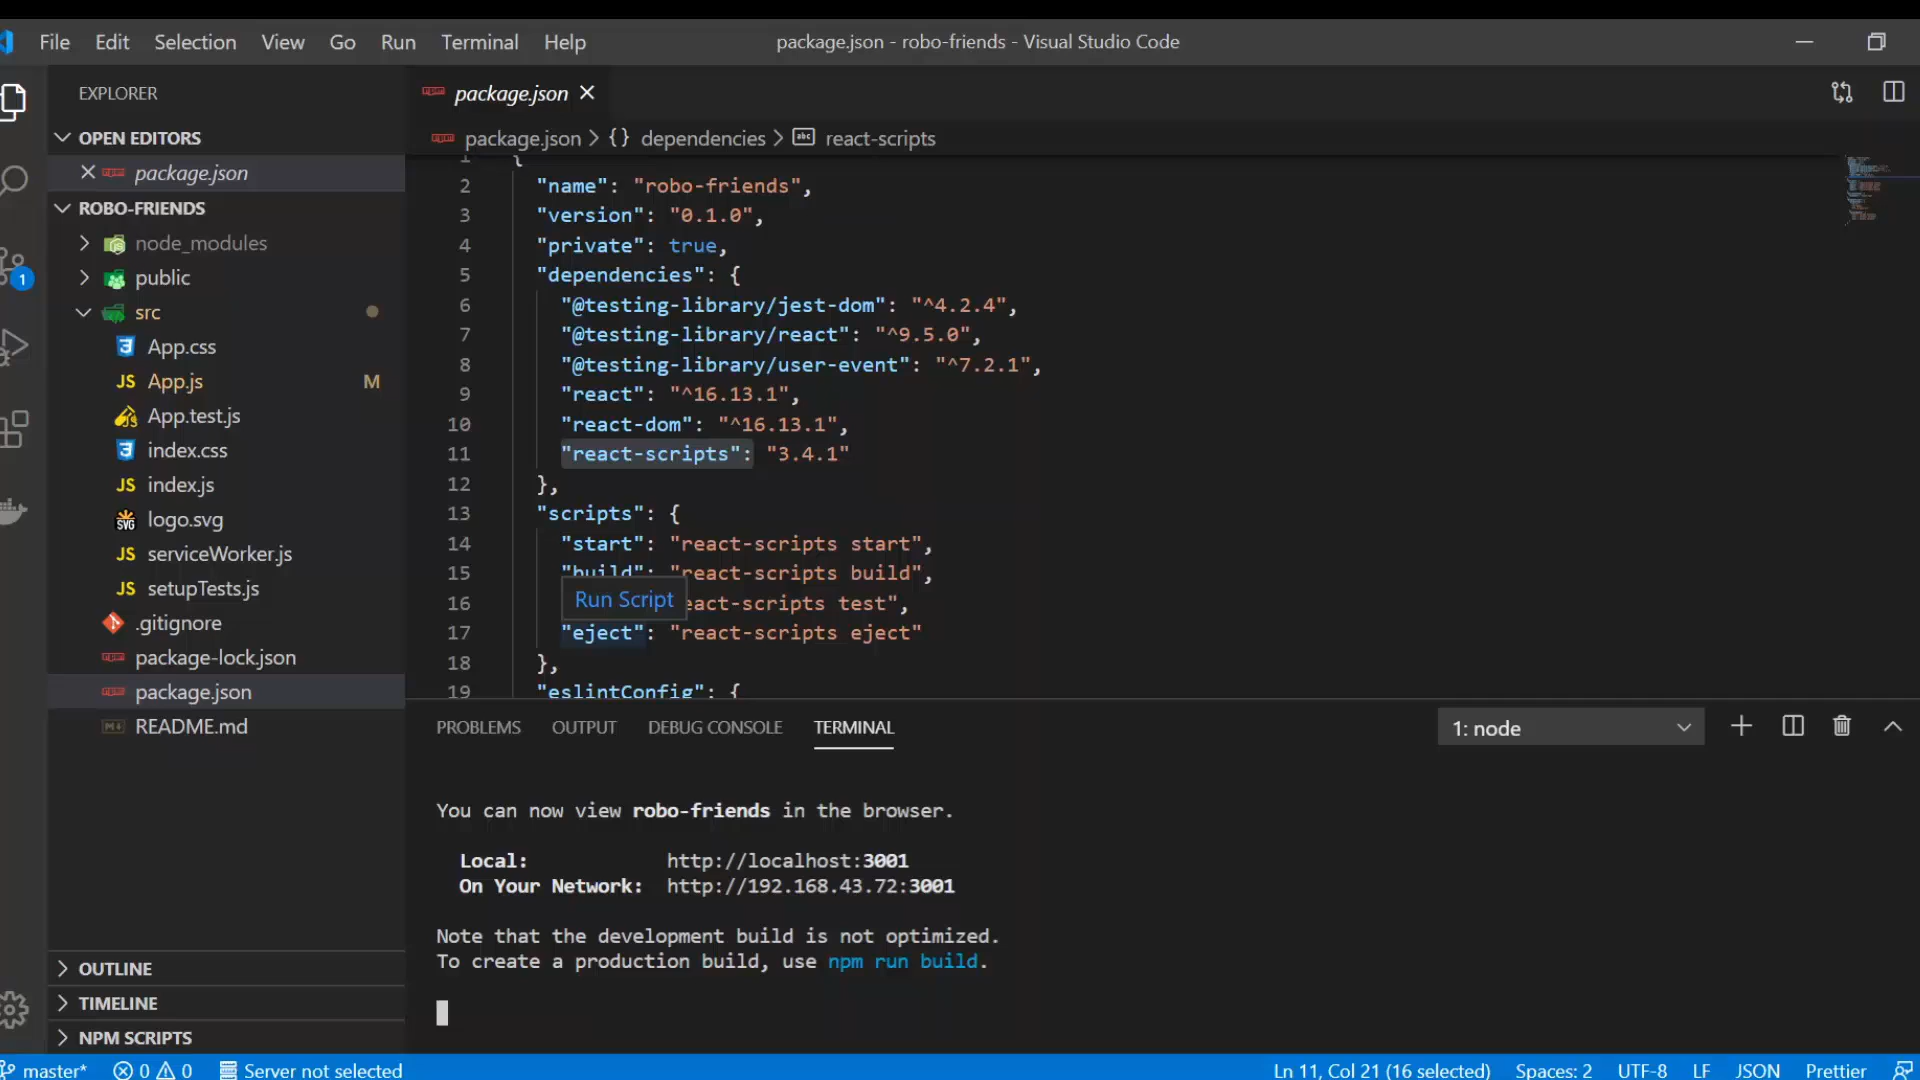 File Edit Selection View Go Run Terminal Help
package.json - robo-friends - Visual Studio Code
EXPLORER
OPEN EDITORS
package.json
ROBO-FRIENDS
node_modules
public
src
App.css
App.js M
App.test.js
index.css
index.js
logo.svg
serviceWorker.js
setupTests.js
.gitignore
package-lock.json
package.json
README.md
OUTLINE
TIMELINE
NPM SCRIPTS
1
package.json
package.json > {} dependencies > abc react-scripts
1 {
2 "name": "robo-friends",
3 "version": "0.1.0",
4 "private": true,
5 "dependencies": {
6 "@testing-library/jest-dom": "^4.2.4",
7 "@testing-library/react": "^9.5.0",
8 "@testing-library/user-event": "^7.2.1",
9 "react": "^16.13.1",
10 "react-dom": "^16.13.1",
11 "react-scripts": "3.4.1"
12 },
13 "scripts": {
14 "start": "react-scripts start",
15 "build": "react-scripts build",
16 eact-scripts test",
Run Script
17 "eject": "react-scripts eject"
18 },
19 "eslintConfig": {
PROBLEMS OUTPUT DEBUG CONSOLE TERMINAL
1: node
You can now view robo-friends in the browser.
Local: http://localhost:3001
On Your Network: http://192.168.43.72:3001
Note that the development build is not optimized.
To create a production build, use npm run build.
master* 0 0 Server not selected
Ln 11, Col 21 (16 selected) Spaces: 2 UTF-8 LF JSON Prettier